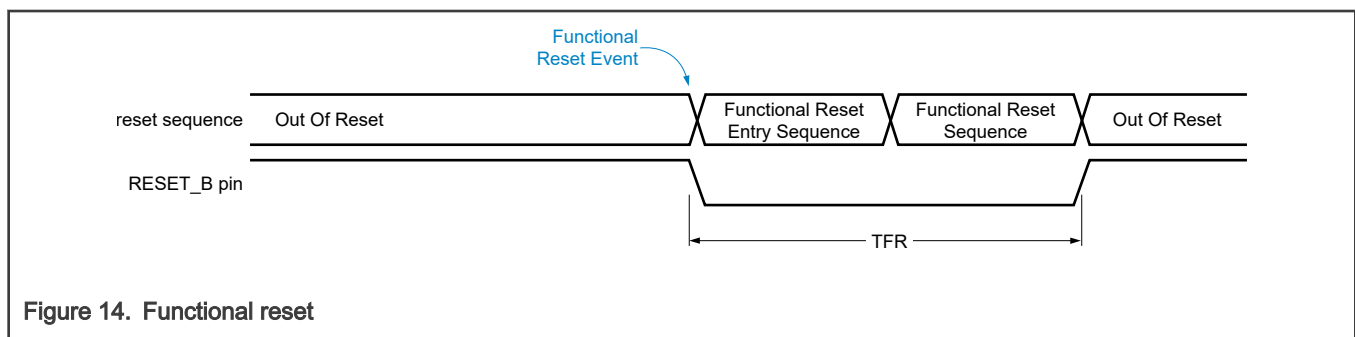 Functional
Reset Event
reset sequence
Out Of Reset
Functional Reset
Entry Sequence
Functional Reset
Sequence
Out Of Reset
RESET_B pin
TFR
Figure 14. Functional reset